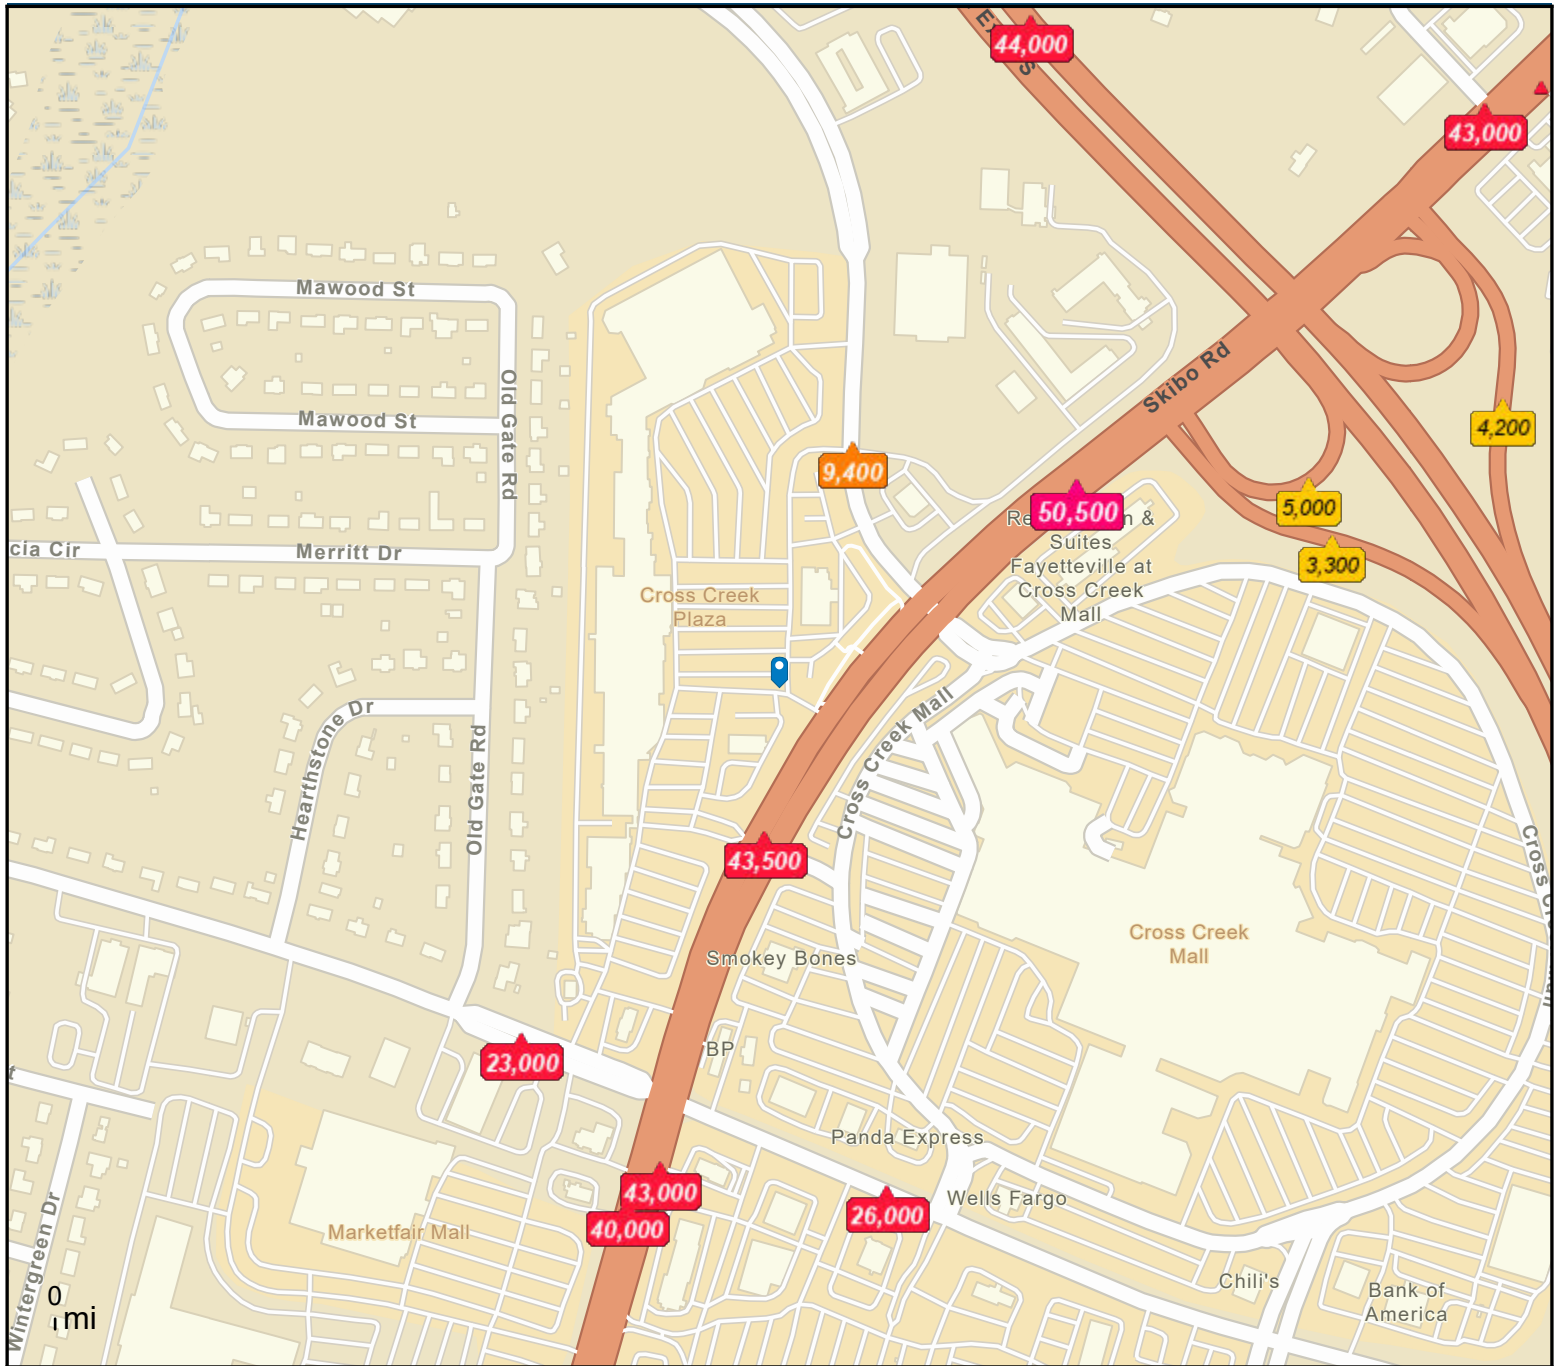 44,000
43,000
Mawood St
Skibo Rd
Old Gate Rd
Mawood St
4,200
9,400
50,500
5,000
cia Cir
Merritt Dr
3,300
Suites
Fayetteville at
Cross Creek
Mall
Cross Creek
Plaza
Hearthstone Dr
Old Gate Rd
Cross Creek Mall
43,500
Cross Creek
Mall
Smokey Bones
BP
23,000
Panda Express
43,000
40,000
26,000
Wells Fargo
Wintergreen Dr
Marketfair Mall
Chili's
Bank of
America
0
mi